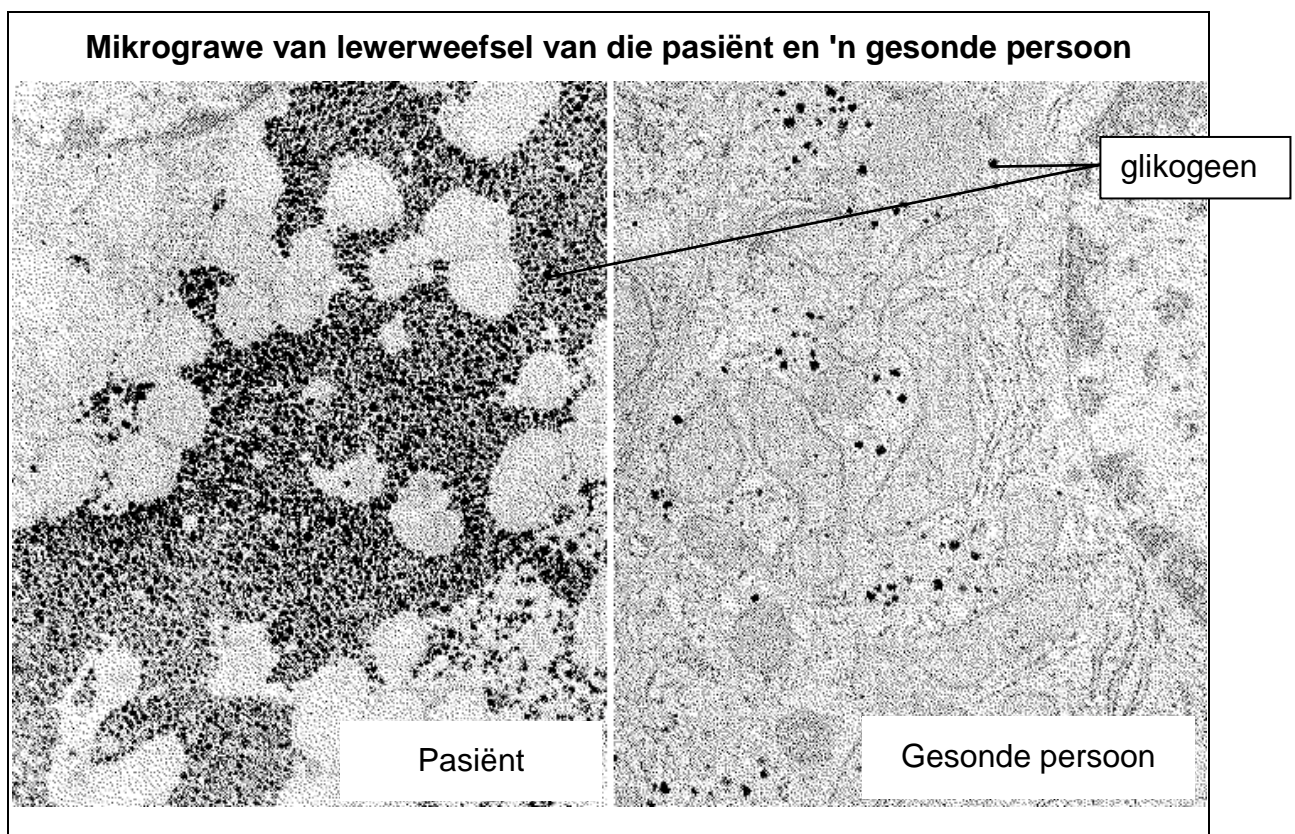 Mikrograwe van lewerweefsel van die pasiënt en 'n gesonde persoon
glikogeen
Pasiënt
Gesonde persoon